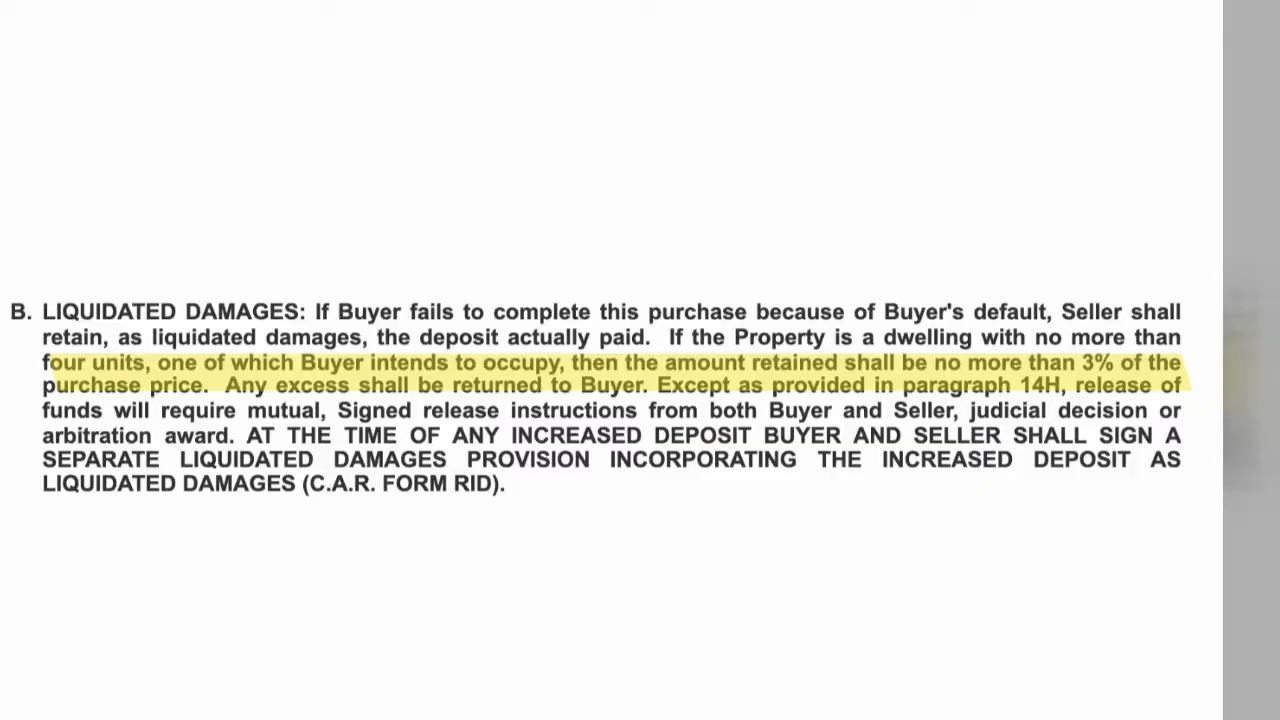 B. LIQUIDATED DAMAGES: If Buyer fails to complete this purchase because of Buyer's default, Seller shall
retain, as liquidated damages, the deposit actually paid. If the Property is a dwelling with no more than
four units, one of which Buyer intends to occupy, then the amount retained shall be no more than 3% of the
purchase price. Any excess shall be returned to Buyer. Except as provided in paragraph 14H, release of
funds will require mutual, Signed release instructions from both Buyer and Seller, judicial decision or
arbitration award. AT THE TIME OF ANY INCREASED DEPOSIT BUYER AND SELLER SHALL SIGN A
SEPARATE LIQUIDATED DAMAGES PROVISION INCORPORATING THE INCREASED DEPOSIT AS
LIQUIDATED DAMAGES (C.A.R. FORM RID).